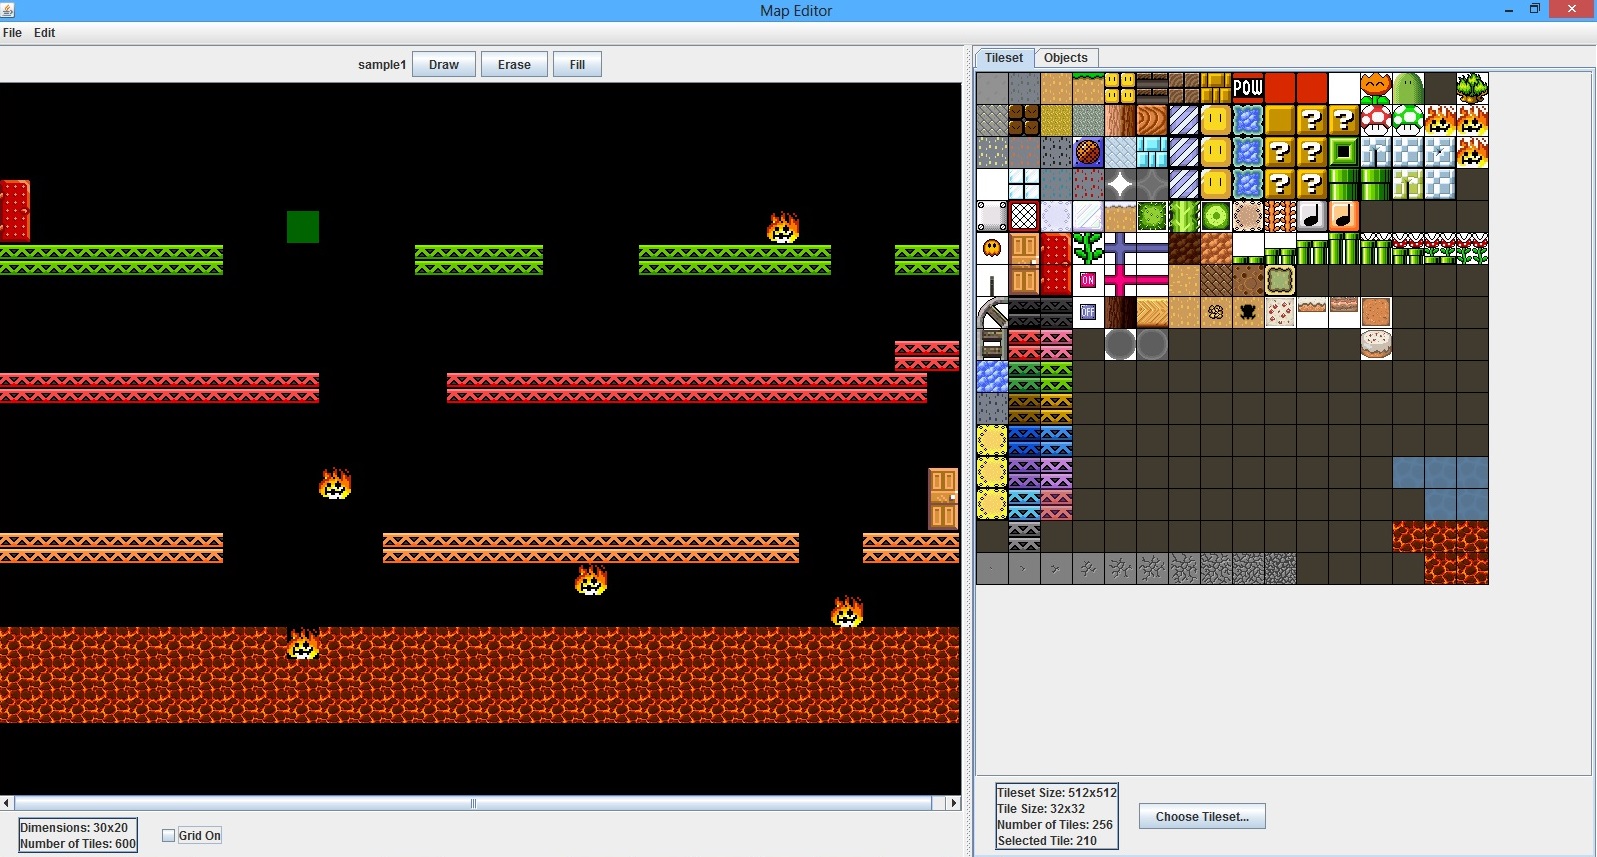 Map Editor
File Edit
sample1 Draw Erase Fill
Tileset Objects
POW
? ?
? ?
? ?
ON
OFF
Tileset Size: 512x512
Tile Size: 32x32
Number of Tiles: 256
Selected Tile: 210
Choose Tileset...
Dimensions: 30x20
Number of Tiles: 600
Grid On